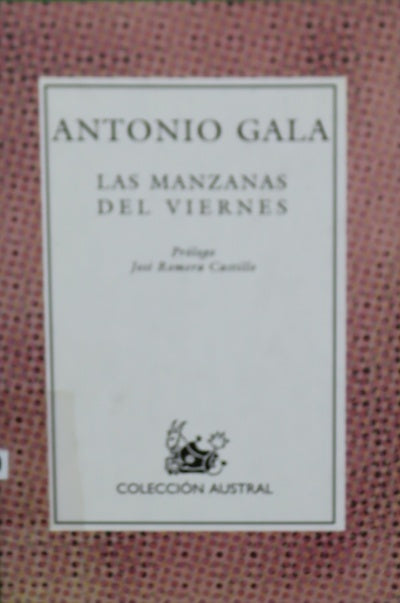 ANTONIO GALA
LAS MANZANAS
DEL VIERNES
Prólogo
José Romera Castillo
COLECCIÓN AUSTRAL